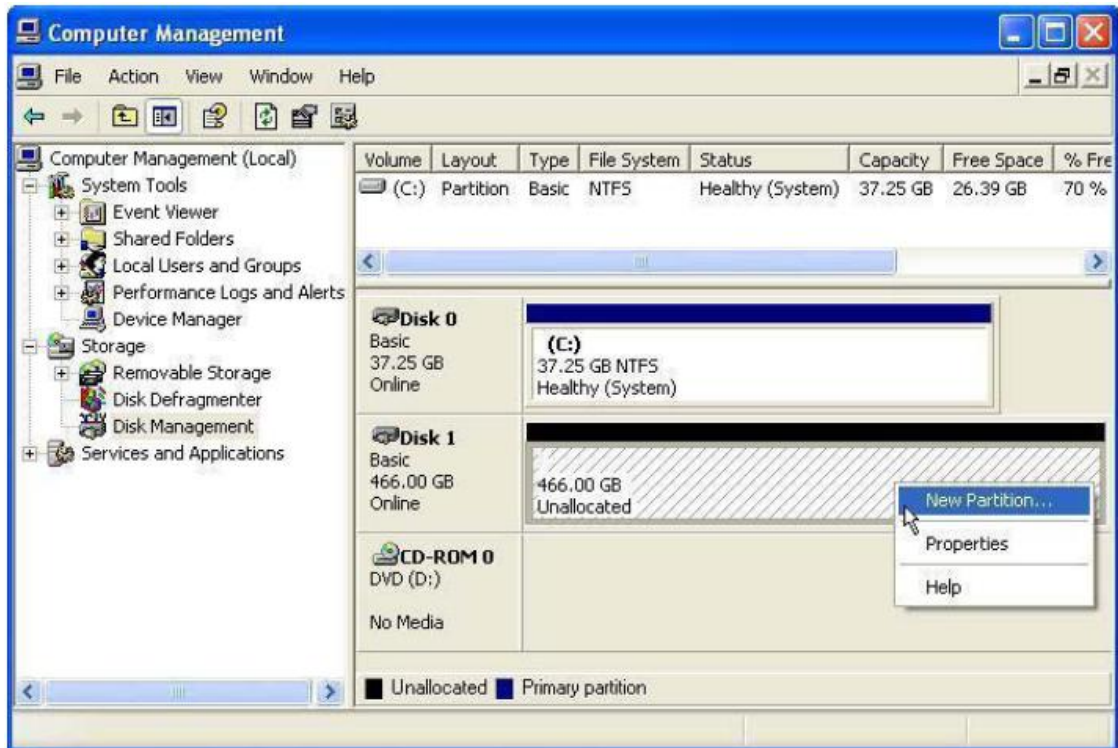 Computer Management
File Action View Window Help
Computer Management (Local)
System Tools
Event Viewer
Shared Folders
Local Users and Groups
Performance Logs and Alerts
Device Manager
Storage
Removable Storage
Disk Defragmenter
Disk Management
Services and Applications
Volume Layout Type File System Status Capacity Free Space % Fre
(C:) Partition Basic NTFS Healthy (System) 37.25 GB 26.39 GB 70 %
Disk 0
Basic
37.25 GB
Online
(C:)
37.25 GB NTFS
Healthy (System)
Disk 1
Basic
466.00 GB
Online
466.00 GB
Unallocated
New Partition...
Properties
Help
CD-ROM 0
DVD (D:)
No Media
Unallocated Primary partition